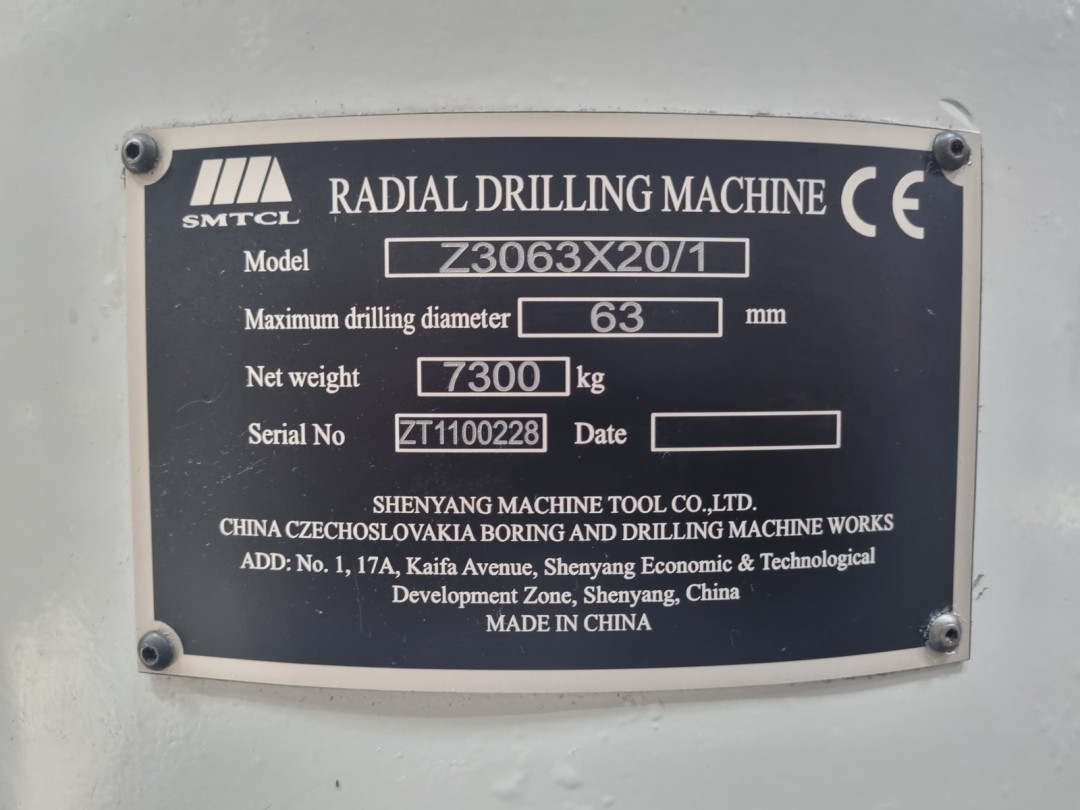 SMTCL
RADIAL DRILLING MACHINE CE
Model Z3063X20/1
Maximum drilling diameter 63 mm
Net weight 7300 kg
Serial No ZT1100228 Date
SHENYANG MACHINE TOOL CO.,LTD.
CHINA CZECHOSLOVAKIA BORING AND DRILLING MACHINE WORKS
ADD: No. 1, 17A, Kaifa Avenue, Shenyang Economic & Technological
Development Zone, Shenyang, China
MADE IN CHINA